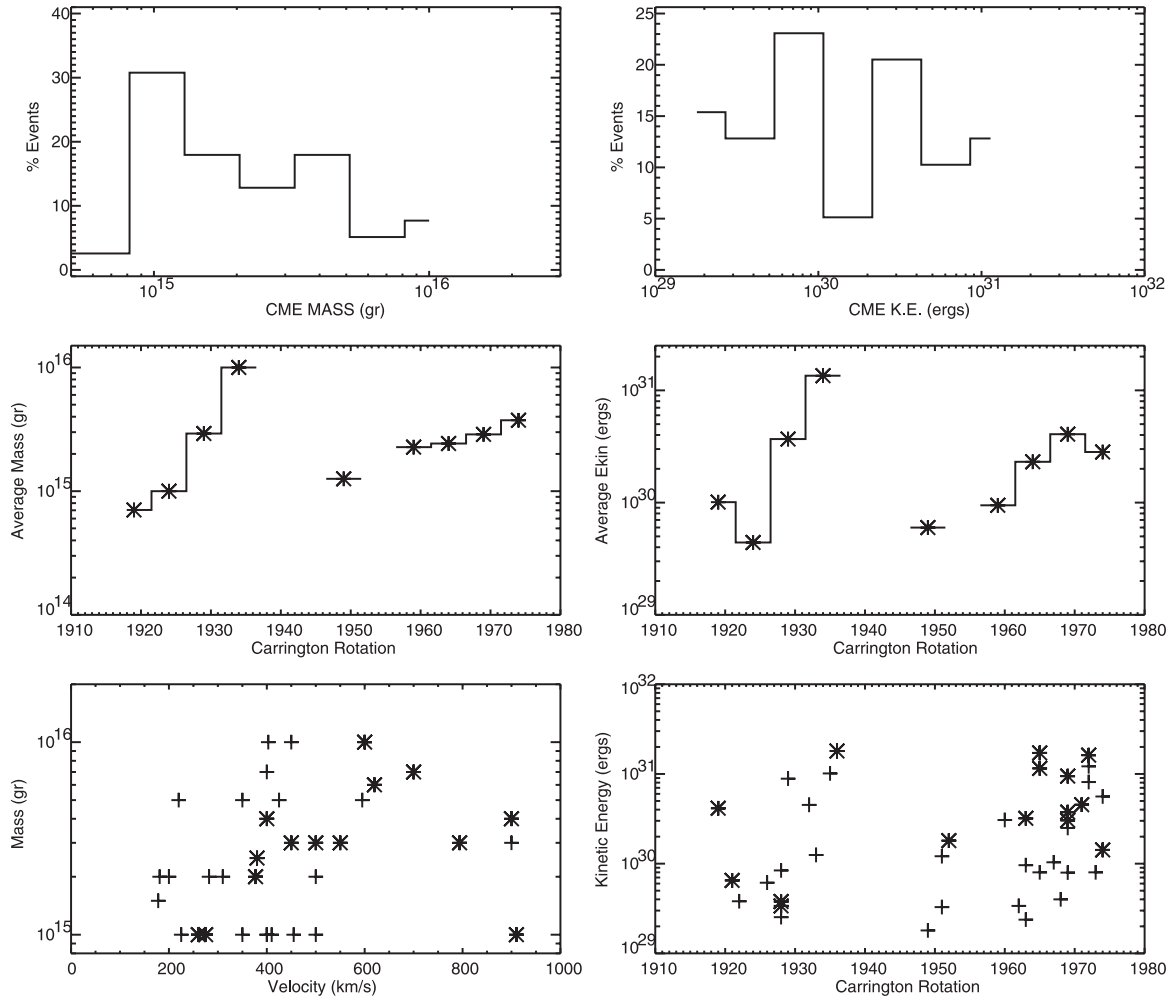 40
30
20
10
0
% Events
10^15
10^16
CME MASS (gr)
25
20
15
10
5
0
% Events
10^29
10^30
10^31
10^32
CME K.E. (ergs)
10^16
10^15
10^14
Average Mass (gr)
1910 1920 1930 1940 1950 1960 1970 1980
Carrington Rotation
10^31
10^30
10^29
Average Ekin (ergs)
1910 1920 1930 1940 1950 1960 1970 1980
Carrington Rotation
10^16
10^15
Mass (gr)
0 200 400 600 800 1000
Velocity (km/s)
10^32
10^31
10^30
10^29
Kinetic Energy (ergs)
1910 1920 1930 1940 1950 1960 1970 1980
Carrington Rotation